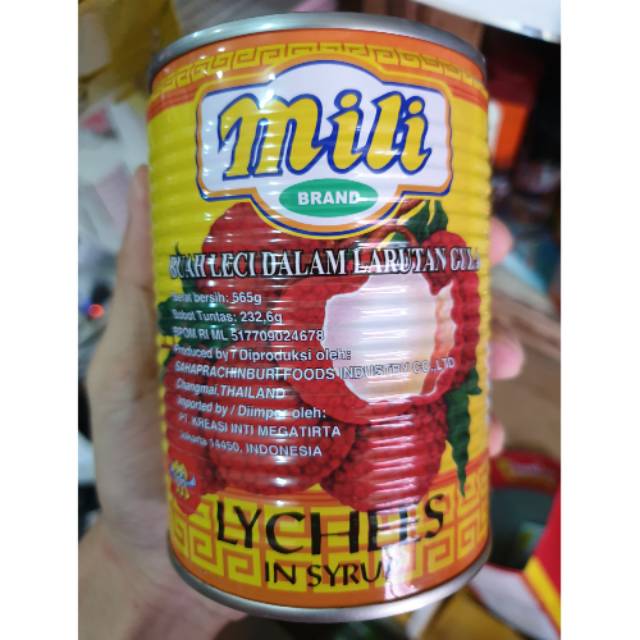 mili
BRAND
BUAH LECI DALAM LARUTAN GULA
Berat bersih: 565g
Bobot Tuntas: 232,6g
BPOM RI ML 517709024678
Produced by / Diproduksi oleh:
SAHAPRACHINBURI FOODS INDUSTRY CO.,LTD
Changmai,THAILAND
Imported by / Diimpor oleh:
PT. KREASI INTI MEGATIRTA
Jakarta 14450, INDONESIA
LYCHEES
IN SYRUP